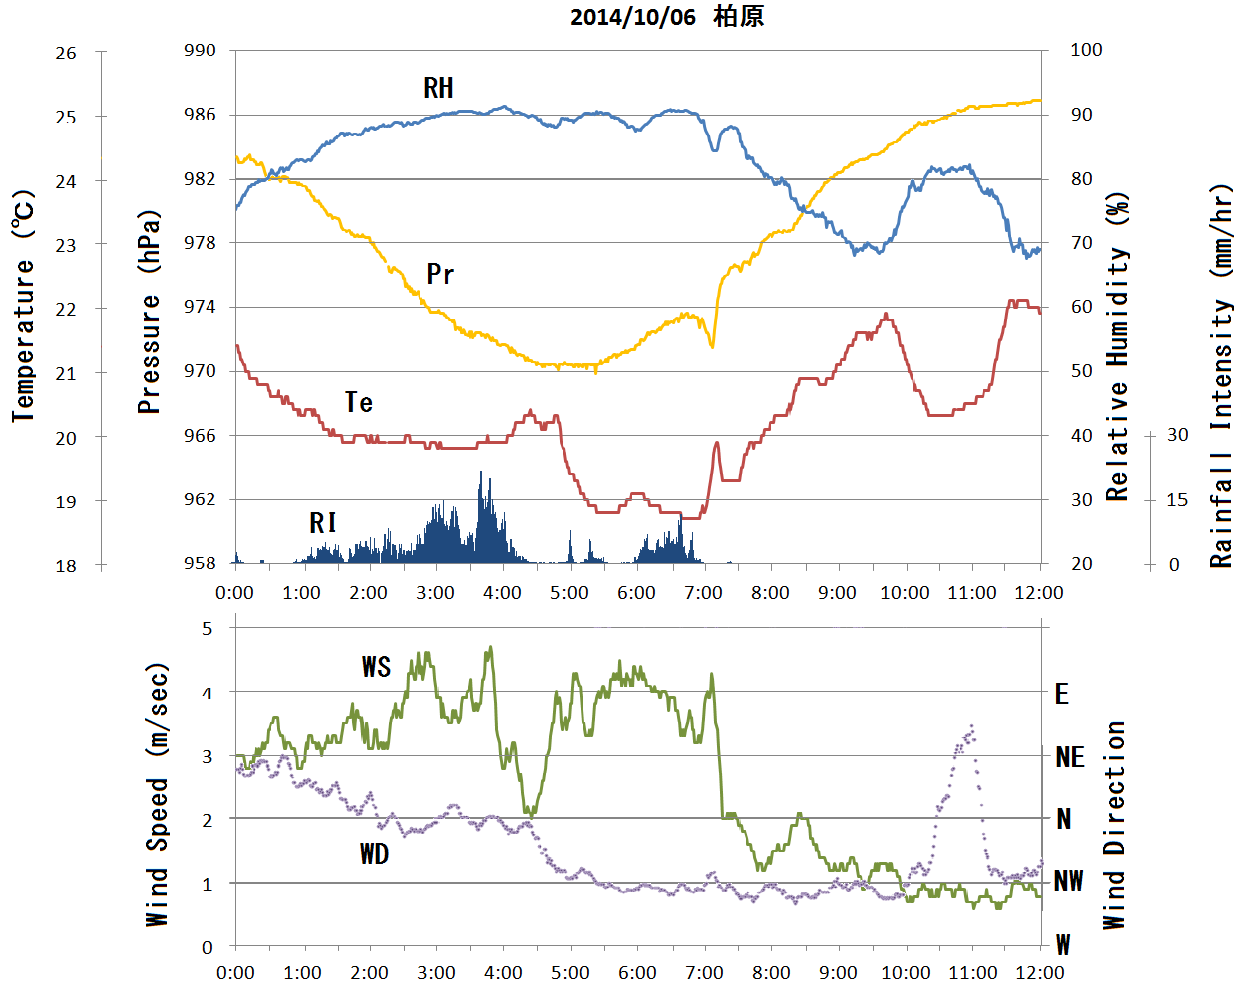 2014/10/06 柏原
26
25
24
23
22
21
20
19
18
Temperature (℃)
990
986
982
978
974
970
966
962
958
Pressure (hPa)
RH
Pr
Te
RI
100
90
80
70
60
50
40
30
20
Relative Humidity (%)
30
15
0
Rainfall Intensity (mm/hr)
0:00 1:00 2:00 3:00 4:00 5:00 6:00 7:00 8:00 9:00 10:00 11:00 12:00
5
4
3
2
1
0
Wind Speed (m/sec)
WS
WD
E
NE
N
NW
W
Wind Direction
0:00 1:00 2:00 3:00 4:00 5:00 6:00 7:00 8:00 9:00 10:00 11:00 12:00